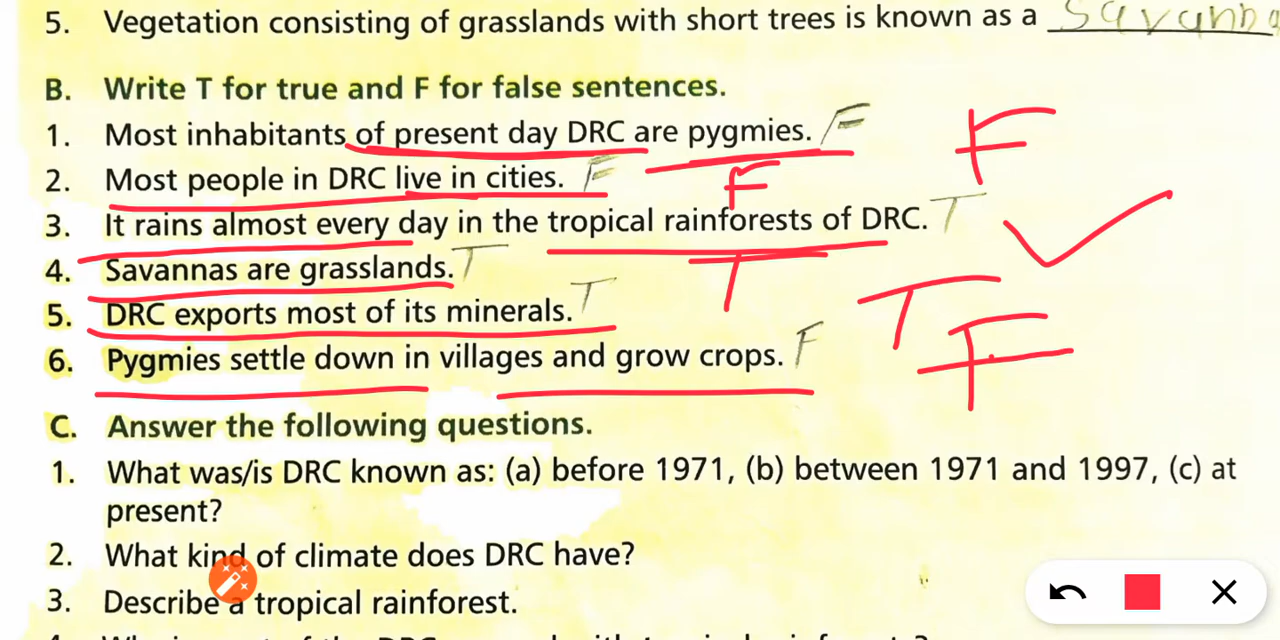 5. Vegetation consisting of grasslands with short trees is known as a Savanna
B. Write T for true and F for false sentences.
1. Most inhabitants of present day DRC are pygmies. F F
2. Most people in DRC live in cities. F F
3. It rains almost every day in the tropical rainforests of DRC. T
4. Savannas are grasslands. T T
5. DRC exports most of its minerals. T T
6. Pygmies settle down in villages and grow crops. F F
C. Answer the following questions.
1. What was/is DRC known as: (a) before 1971, (b) between 1971 and 1997, (c) at
present?
2. What kind of climate does DRC have?
3. Describe a tropical rainforest.